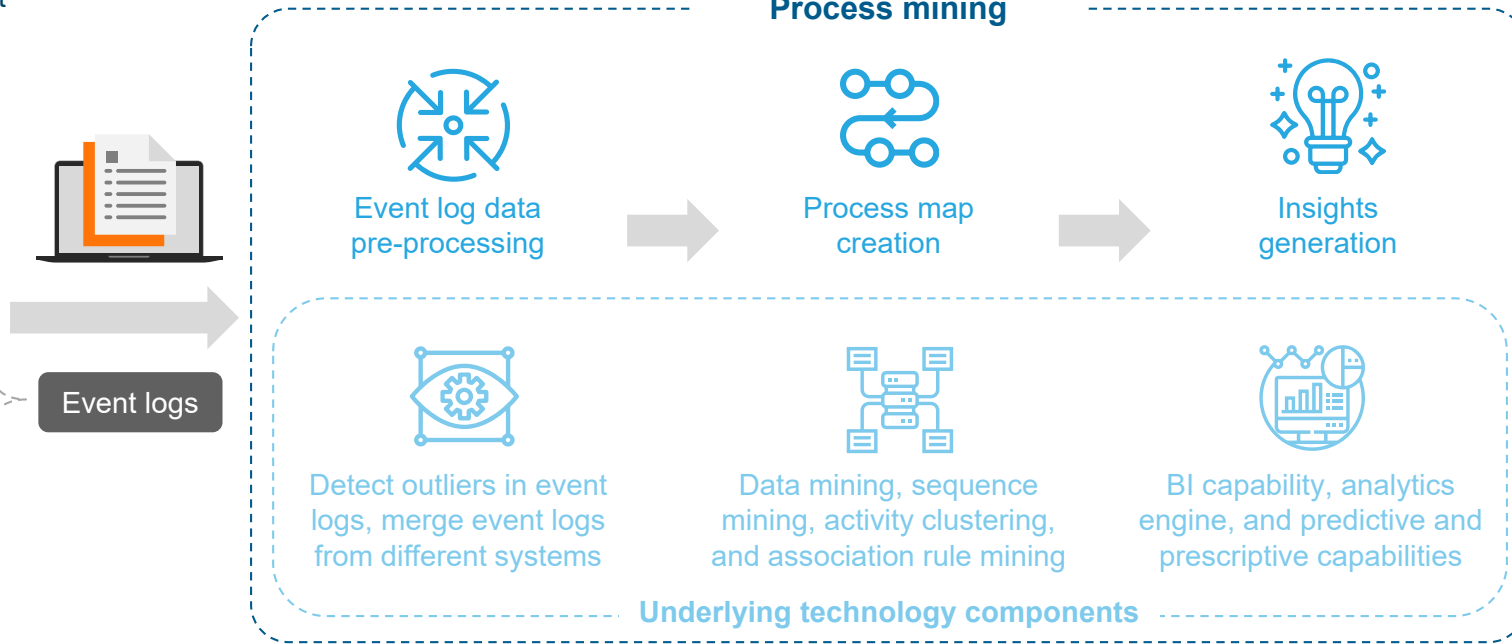 Process mining
Event log data
pre-processing
Process map
creation
Insights
generation
Event logs
Detect outliers in event
logs, merge event logs
from different systems
Data mining, sequence
mining, activity clustering,
and association rule mining
BI capability, analytics
engine, and predictive and
prescriptive capabilities
Underlying technology components